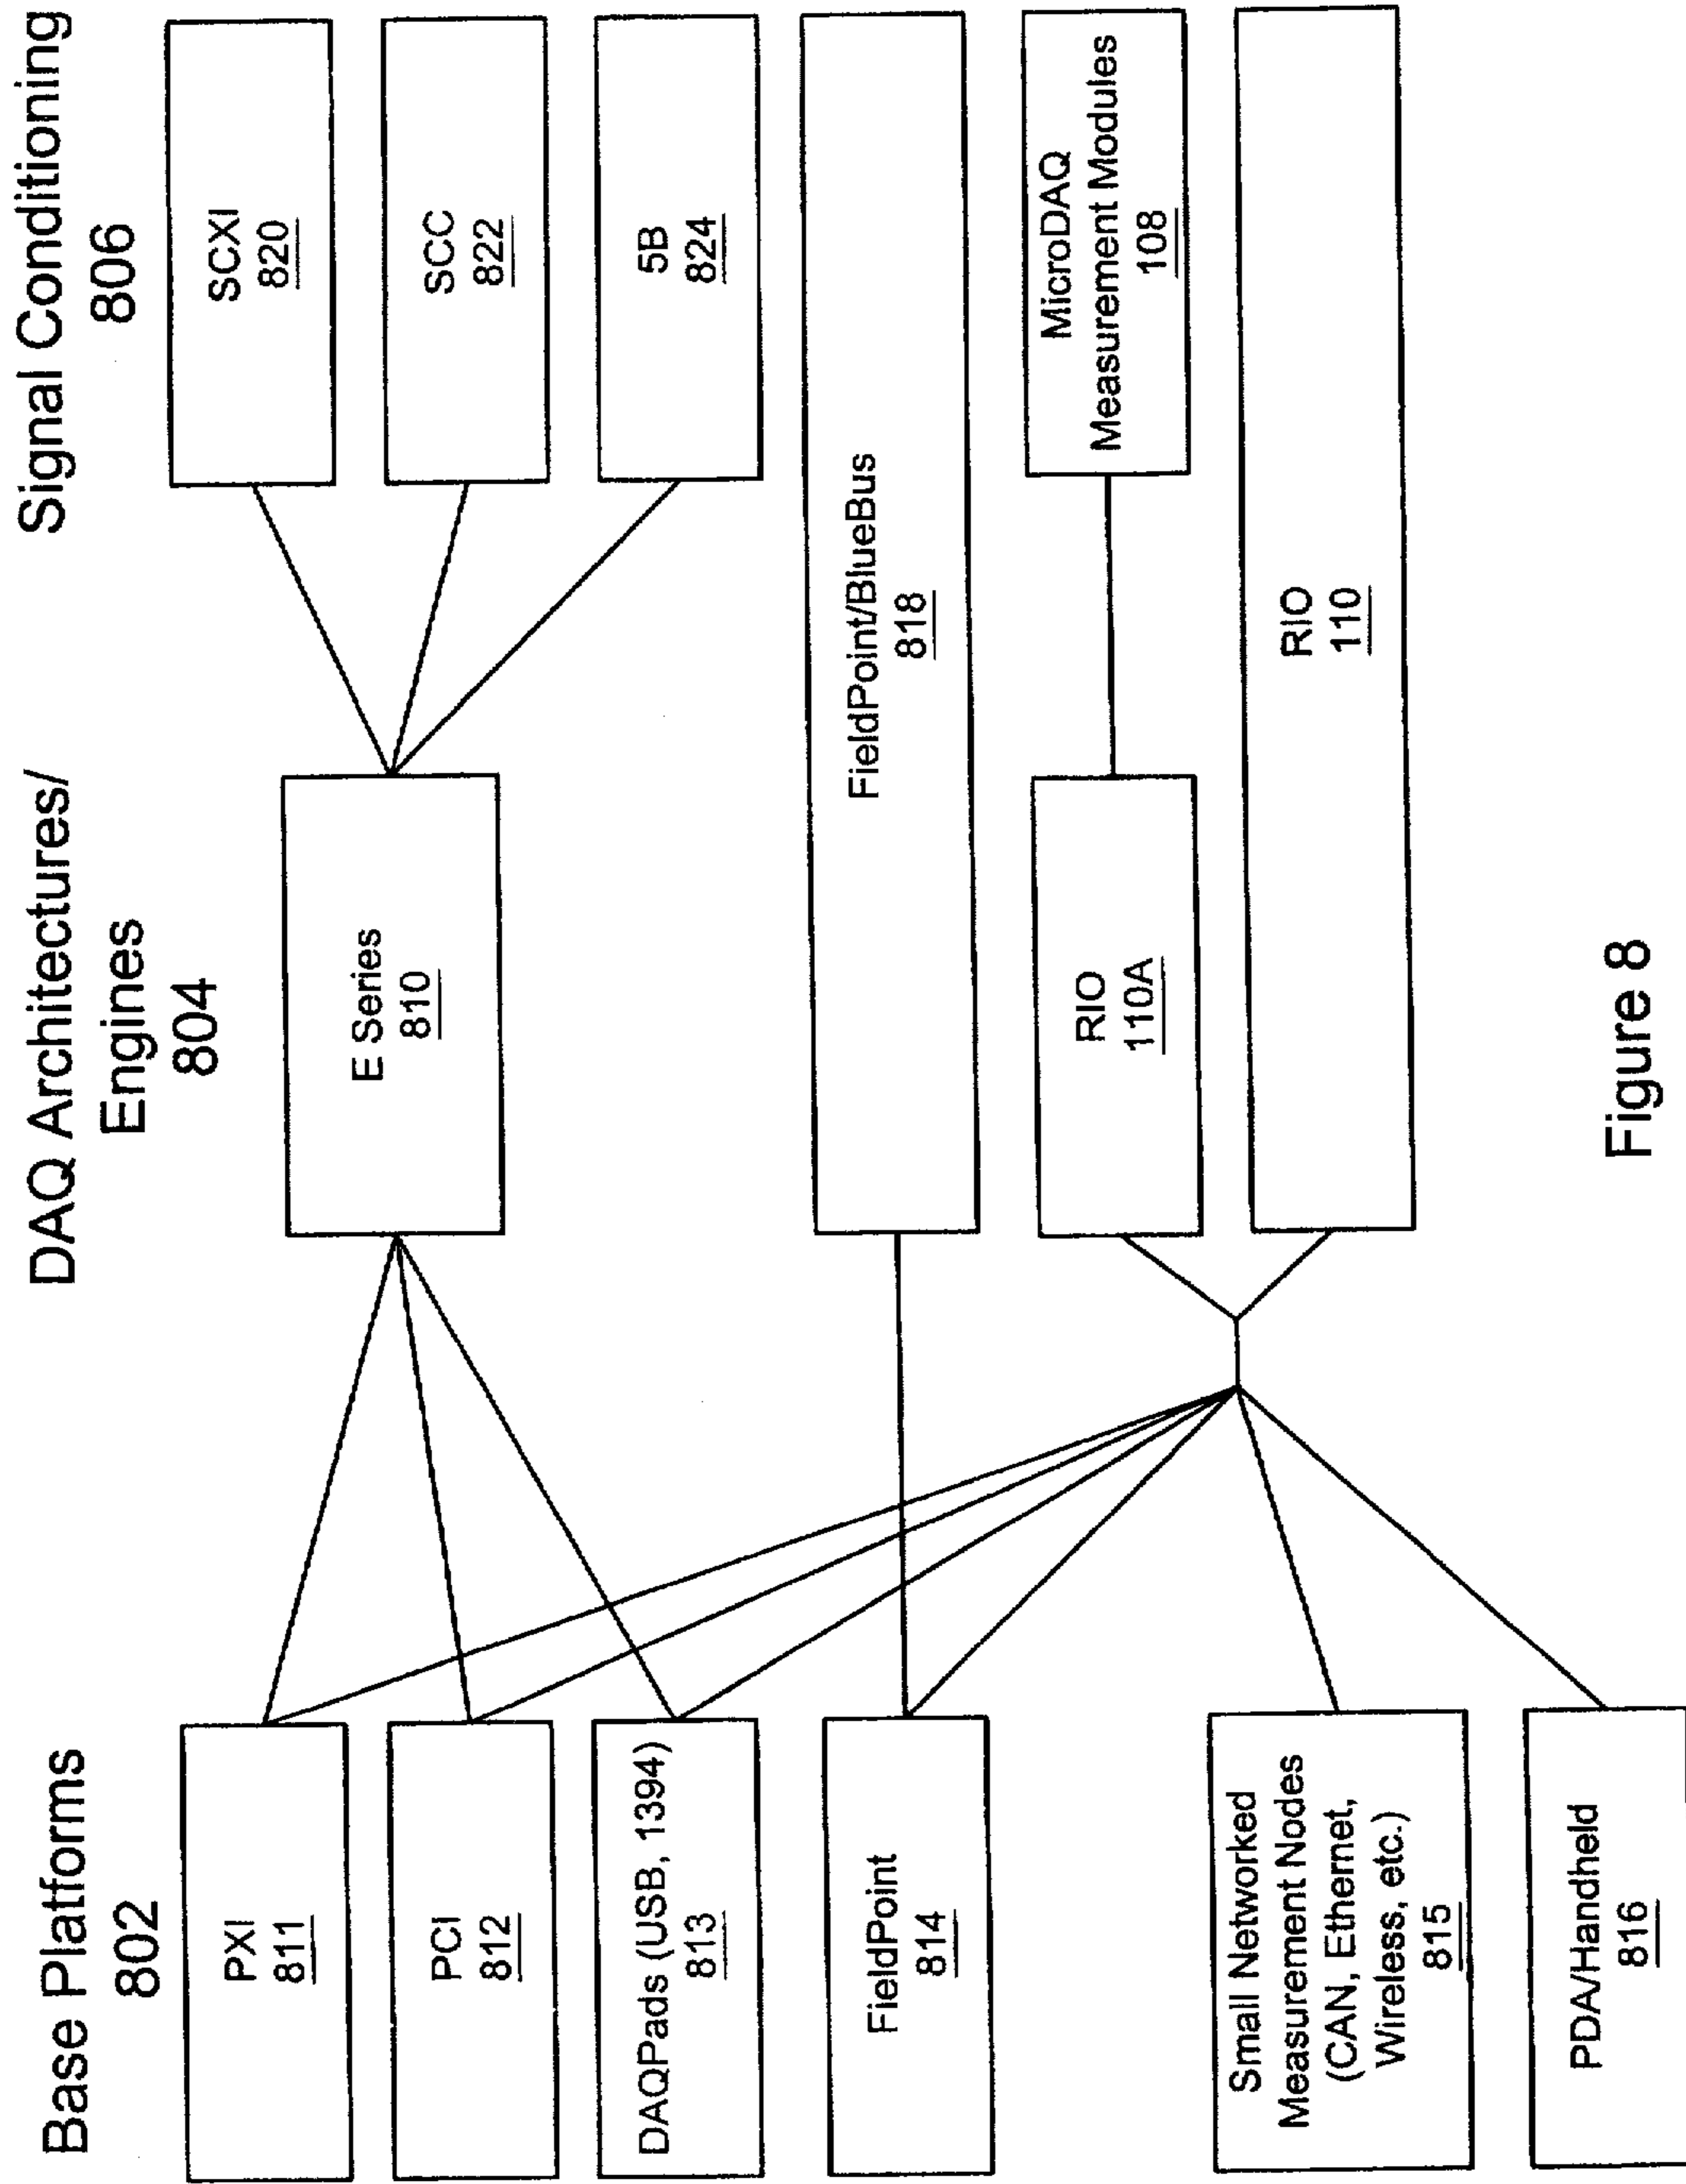 Base Platforms
802
DAQ Architectures/
Engines
804
Signal Conditioning
806
PXI
811
PCI
812
DAQPads (USB, 1394)
813
FieldPoint
814
Small Networked
Measurement Nodes
(CAN, Ethernet,
Wireless, etc.)
815
PDA/Handheld
816
E Series
810
SCXI
820
SCC
822
5B
824
FieldPoint/BlueBus
818
RIO
110A
MicroDAQ
Measurement Modules
108
RIO
110
Figure 8